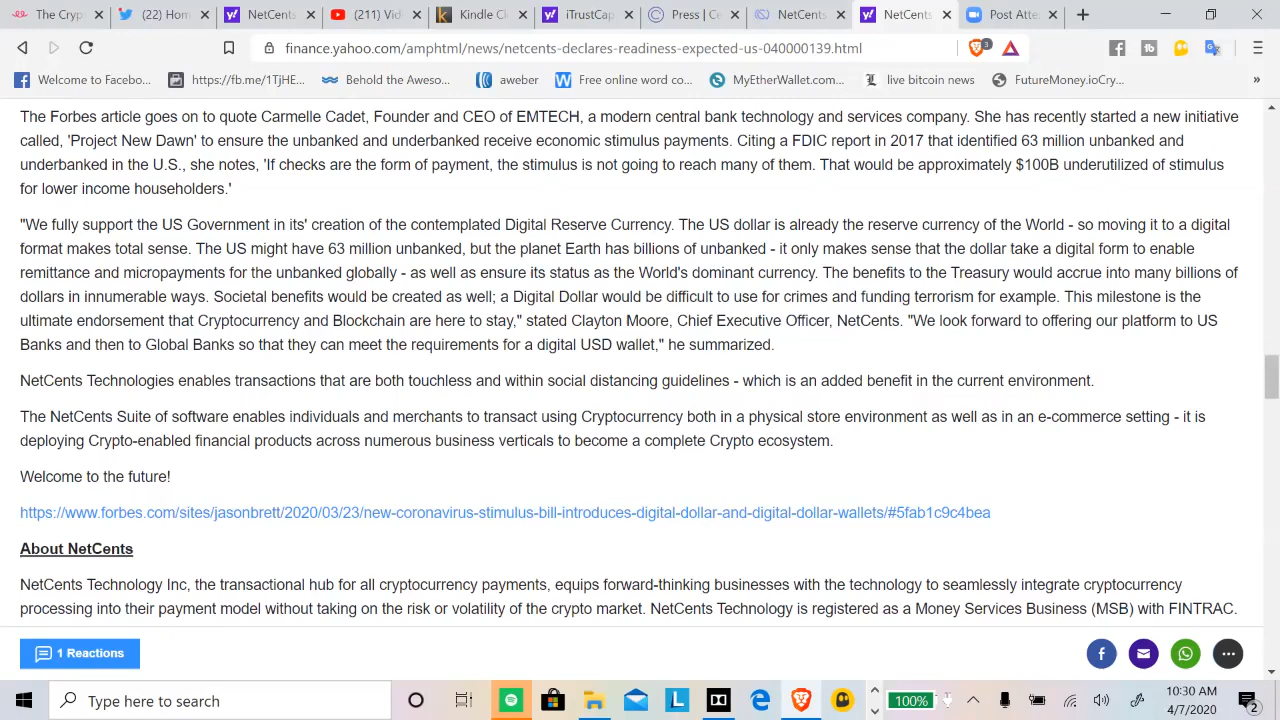 The Cryp
(22) Hom
NetCents
(211) Vid
Kindle Cl
iTrustCap
Press | Ce
NetCents
NetCents
Post Atte
finance.yahoo.com/amphtml/news/netcents-declares-readiness-expected-us-040000139.html
3
Welcome to Facebo...
https://fb.me/1TjHE...
Behold the Aweso...
aweber
Free online word co...
MyEtherWallet.com...
live bitcoin news
FutureMoney.ioCry...
»
The Forbes article goes on to quote Carmelle Cadet, Founder and CEO of EMTECH, a modern central bank technology and services company. She has recently started a new initiative
called, 'Project New Dawn' to ensure the unbanked and underbanked receive economic stimulus payments. Citing a FDIC report in 2017 that identified 63 million unbanked and
underbanked in the U.S., she notes, 'If checks are the form of payment, the stimulus is not going to reach many of them. That would be approximately $100B underutilized of stimulus
for lower income householders.'
"We fully support the US Government in its' creation of the contemplated Digital Reserve Currency. The US dollar is already the reserve currency of the World - so moving it to a digital
format makes total sense. The US might have 63 million unbanked, but the planet Earth has billions of unbanked - it only makes sense that the dollar take a digital form to enable
remittance and micropayments for the unbanked globally - as well as ensure its status as the World's dominant currency. The benefits to the Treasury would accrue into many billions of
dollars in innumerable ways. Societal benefits would be created as well; a Digital Dollar would be difficult to use for crimes and funding terrorism for example. This milestone is the
ultimate endorsement that Cryptocurrency and Blockchain are here to stay," stated Clayton Moore, Chief Executive Officer, NetCents. "We look forward to offering our platform to US
Banks and then to Global Banks so that they can meet the requirements for a digital USD wallet," he summarized.
NetCents Technologies enables transactions that are both touchless and within social distancing guidelines - which is an added benefit in the current environment.
The NetCents Suite of software enables individuals and merchants to transact using Cryptocurrency both in a physical store environment as well as in an e-commerce setting - it is
deploying Crypto-enabled financial products across numerous business verticals to become a complete Crypto ecosystem.
Welcome to the future!
https://www.forbes.com/sites/jasonbrett/2020/03/23/new-coronavirus-stimulus-bill-introduces-digital-dollar-and-digital-dollar-wallets/#5fab1c9c4bea
About NetCents
NetCents Technology Inc, the transactional hub for all cryptocurrency payments, equips forward-thinking businesses with the technology to seamlessly integrate cryptocurrency
processing into their payment model without taking on the risk or volatility of the crypto market. NetCents Technology is registered as a Money Services Business (MSB) with FINTRAC.
1 Reactions
Type here to search
100%
10:30 AM
4/7/2020
2